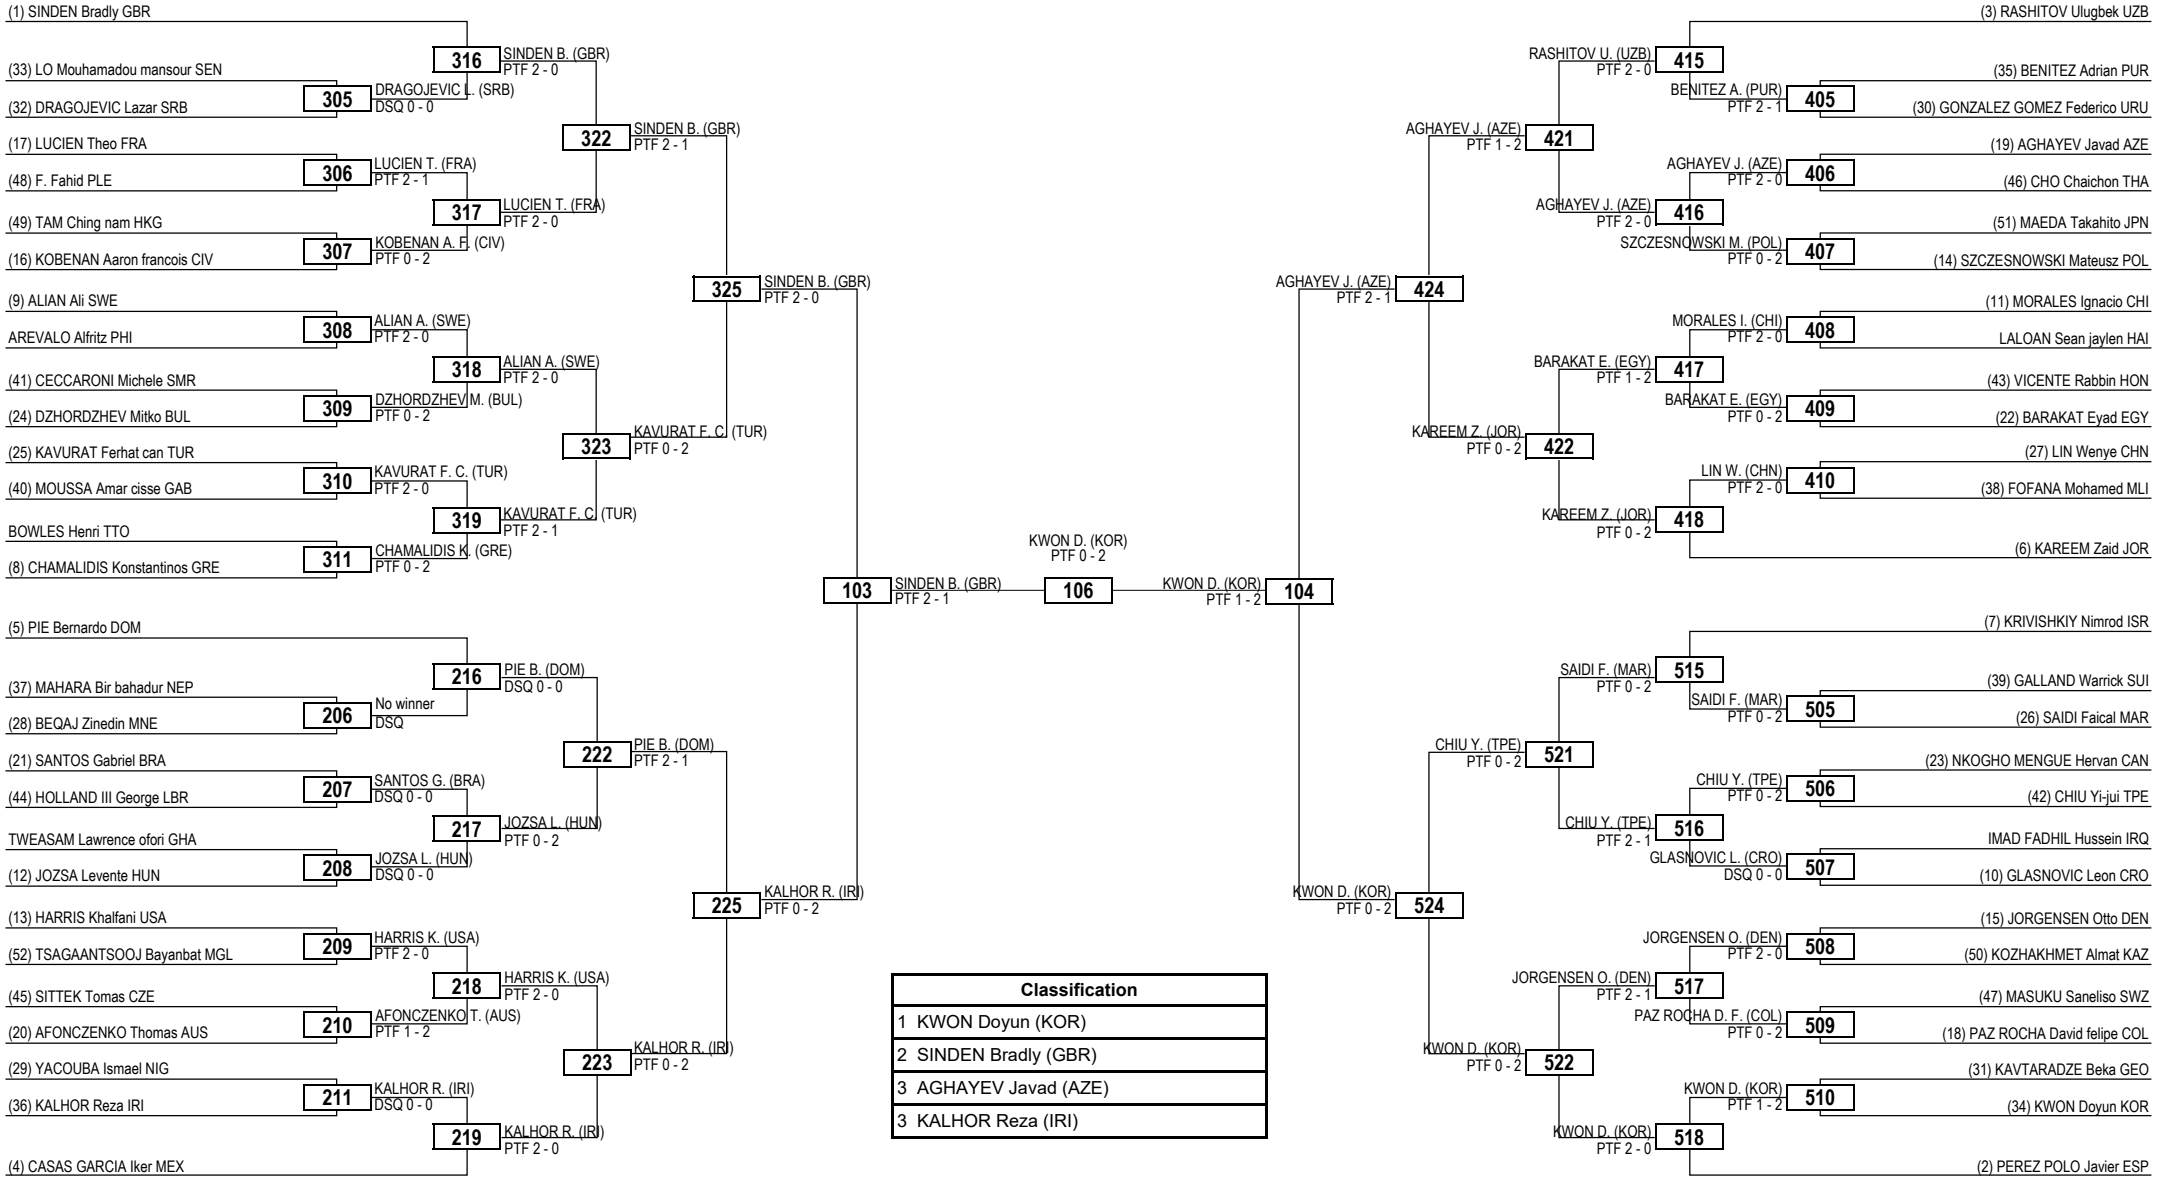 (1) SINDEN Bradly GBR
316
SINDEN B. (GBR)
PTF 2 - 0
(33) LO Mouhamadou mansour SEN
305
DRAGOJEVIC L. (SRB)
DSQ 0 - 0
(32) DRAGOJEVIC Lazar SRB
322
SINDEN B. (GBR)
PTF 2 - 1
(17) LUCIEN Theo FRA
306
LUCIEN T. (FRA)
PTF 2 - 1
(48) F. Fahid PLE
317
LUCIEN T. (FRA)
PTF 2 - 0
(49) TAM Ching nam HKG
307
KOBENAN A. F. (CIV)
PTF 0 - 2
(16) KOBENAN Aaron francois CIV
325
SINDEN B. (GBR)
PTF 2 - 0
(9) ALIAN Ali SWE
308
ALIAN A. (SWE)
PTF 2 - 0
AREVALO Alfritz PHI
318
ALIAN A. (SWE)
PTF 2 - 0
(41) CECCARONI Michele SMR
309
DZHORDZHEV M. (BUL)
PTF 0 - 2
(24) DZHORDZHEV Mitko BUL
323
KAVURAT F. C. (TUR)
PTF 0 - 2
(25) KAVURAT Ferhat can TUR
310
KAVURAT F. C. (TUR)
PTF 2 - 0
(40) MOUSSA Amar cisse GAB
319
KAVURAT F. C. (TUR)
PTF 2 - 1
BOWLES Henri TTO
311
CHAMALIDIS K. (GRE)
PTF 0 - 2
(8) CHAMALIDIS Konstantinos GRE
103
SINDEN B. (GBR)
PTF 2 - 1
(5) PIE Bernardo DOM
216
PIE B. (DOM)
DSQ 0 - 0
(37) MAHARA Bir bahadur NEP
206
No winner
DSQ
(28) BEQAJ Zinedin MNE
222
PIE B. (DOM)
PTF 2 - 1
(21) SANTOS Gabriel BRA
207
SANTOS G. (BRA)
DSQ 0 - 0
(44) HOLLAND III George LBR
217
JOZSA L. (HUN)
PTF 0 - 2
TWEASAM Lawrence ofori GHA
208
JOZSA L. (HUN)
DSQ 0 - 0
(12) JOZSA Levente HUN
225
KALHOR R. (IRI)
PTF 0 - 2
(13) HARRIS Khalfani USA
209
HARRIS K. (USA)
PTF 2 - 0
(52) TSAGAANTSOOJ Bayanbat MGL
218
HARRIS K. (USA)
PTF 2 - 0
(45) SITTEK Tomas CZE
210
AFONCZENKO T. (AUS)
PTF 1 - 2
(20) AFONCZENKO Thomas AUS
223
KALHOR R. (IRI)
PTF 0 - 2
(29) YACOUBA Ismael NIG
211
KALHOR R. (IRI)
DSQ 0 - 0
(36) KALHOR Reza IRI
219
KALHOR R. (IRI)
PTF 2 - 0
(4) CASAS GARCIA Iker MEX
KWON D. (KOR)
PTF 0 - 2
106
(3) RASHITOV Ulugbek UZB
RASHITOV U. (UZB)
PTF 2 - 0
415
(35) BENITEZ Adrian PUR
BENITEZ A. (PUR)
PTF 2 - 1
405
(30) GONZALEZ GOMEZ Federico URU
AGHAYEV J. (AZE)
PTF 1 - 2
421
(19) AGHAYEV Javad AZE
AGHAYEV J. (AZE)
PTF 2 - 0
406
(46) CHO Chaichon THA
AGHAYEV J. (AZE)
PTF 2 - 0
416
(51) MAEDA Takahito JPN
SZCZESNOWSKI M. (POL)
PTF 0 - 2
407
(14) SZCZESNOWSKI Mateusz POL
AGHAYEV J. (AZE)
PTF 2 - 1
424
(11) MORALES Ignacio CHI
MORALES I. (CHI)
PTF 2 - 0
408
LALOAN Sean jaylen HAI
BARAKAT E. (EGY)
PTF 1 - 2
417
(43) VICENTE Rabbin HON
BARAKAT E. (EGY)
PTF 0 - 2
409
(22) BARAKAT Eyad EGY
KAREEM Z. (JOR)
PTF 0 - 2
422
(27) LIN Wenye CHN
LIN W. (CHN)
PTF 2 - 0
410
(38) FOFANA Mohamed MLI
KAREEM Z. (JOR)
PTF 0 - 2
418
(6) KAREEM Zaid JOR
KWON D. (KOR)
PTF 1 - 2
104
(7) KRIVISHKIY Nimrod ISR
SAIDI F. (MAR)
PTF 0 - 2
515
(39) GALLAND Warrick SUI
SAIDI F. (MAR)
PTF 0 - 2
505
(26) SAIDI Faical MAR
CHIU Y. (TPE)
PTF 0 - 2
521
(23) NKOGHO MENGUE Hervan CAN
CHIU Y. (TPE)
PTF 0 - 2
506
(42) CHIU Yi-jui TPE
CHIU Y. (TPE)
PTF 2 - 1
516
IMAD FADHIL Hussein IRQ
GLASNOVIC L. (CRO)
DSQ 0 - 0
507
(10) GLASNOVIC Leon CRO
KWON D. (KOR)
PTF 0 - 2
524
(15) JORGENSEN Otto DEN
JORGENSEN O. (DEN)
PTF 2 - 0
508
(50) KOZHAKHMET Almat KAZ
JORGENSEN O. (DEN)
PTF 2 - 1
517
(47) MASUKU Saneliso SWZ
PAZ ROCHA D. F. (COL)
PTF 0 - 2
509
(18) PAZ ROCHA David felipe COL
KWON D. (KOR)
PTF 0 - 2
522
(31) KAVTARADZE Beka GEO
KWON D. (KOR)
PTF 1 - 2
510
(34) KWON Doyun KOR
KWON D. (KOR)
PTF 2 - 0
518
(2) PEREZ POLO Javier ESP
Classification
1 KWON Doyun (KOR)
2 SINDEN Bradly (GBR)
3 AGHAYEV Javad (AZE)
3 KALHOR Reza (IRI)